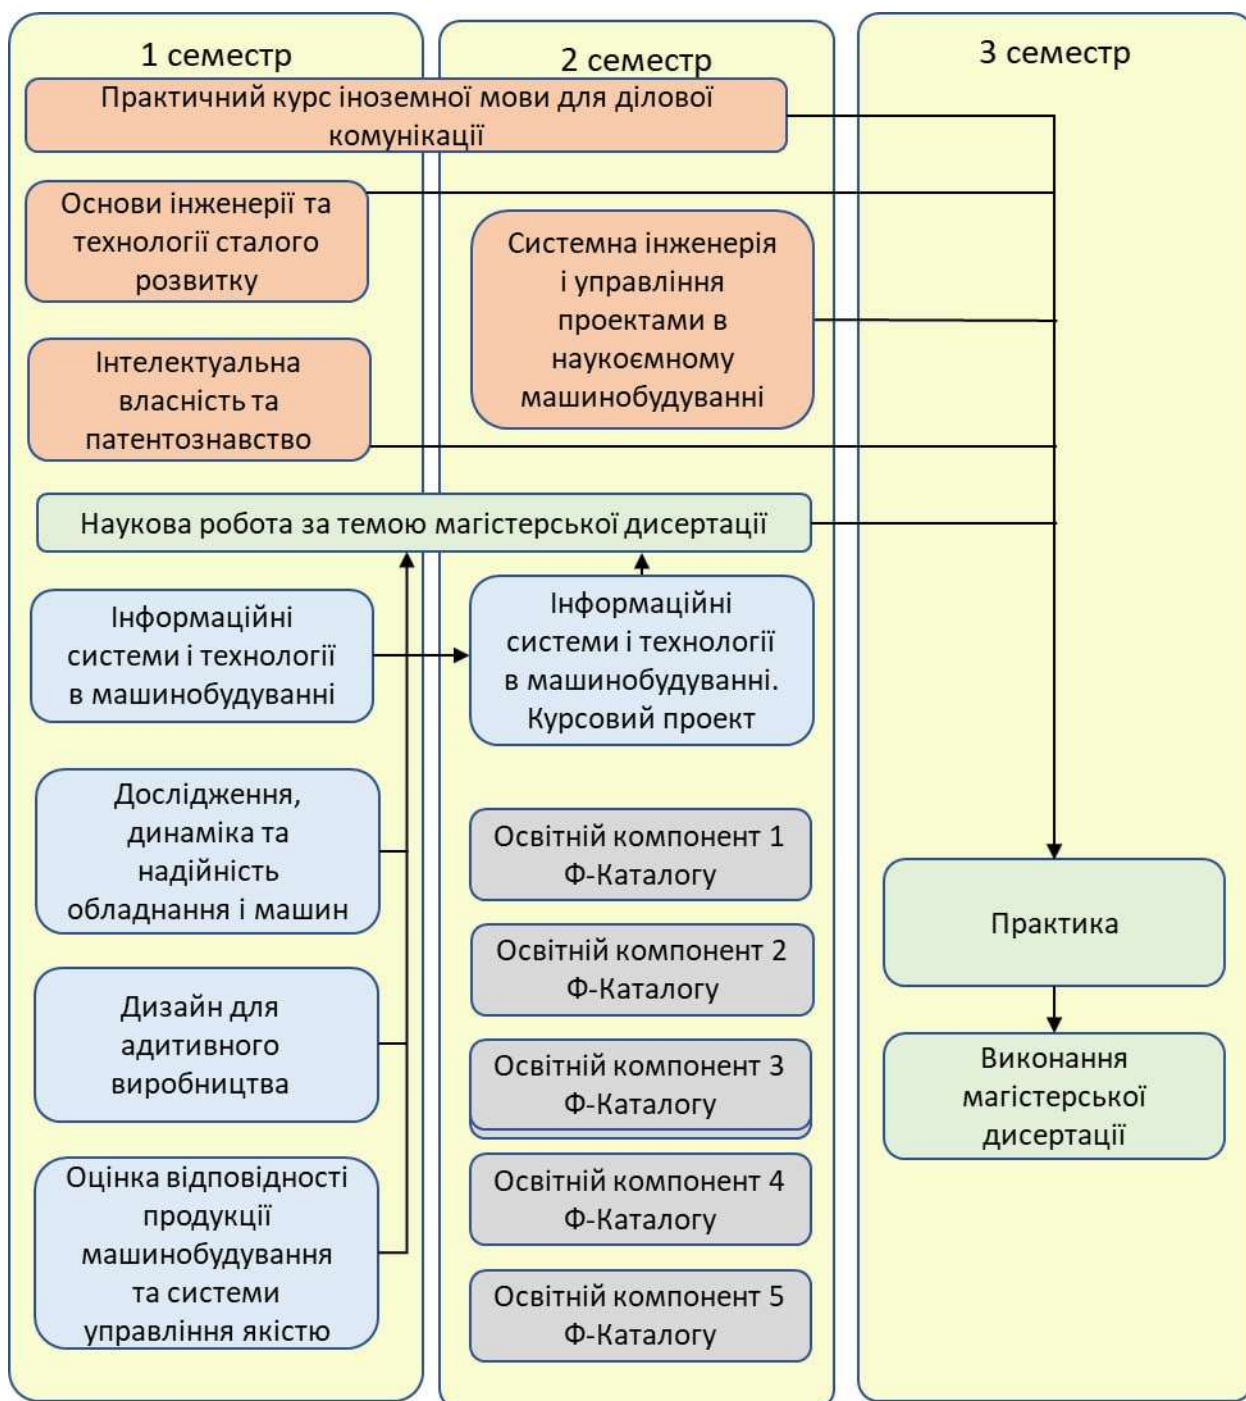 1 семестр
Практичний курс іноземної мови для ділової
комунікації
Основи інженерії та
технології сталого
розвитку
Інтелектуальна
власність та
патентознавство
Наукова робота за темою магістерської дисертації
Інформаційні
системи і технології
в машинобудуванні
Дослідження,
динаміка та
надійність
обладнання і машин
Дизайн для
адитивного
виробництва
Оцінка відповідності
продукції
машинобудування
та системи
управління якістю
2 семестр
Системна інженерія
і управління
проектами в
наукоємному
машинобудуванні
Інформаційні
системи і технології
в машинобудуванні.
Курсовий проект
Освітній компонент 1
Ф-Каталогу
Освітній компонент 2
Ф-Каталогу
Освітній компонент 3
Ф-Каталогу
Освітній компонент 4
Ф-Каталогу
Освітній компонент 5
Ф-Каталогу
3 семестр
Практика
Виконання
магістерської
дисертації